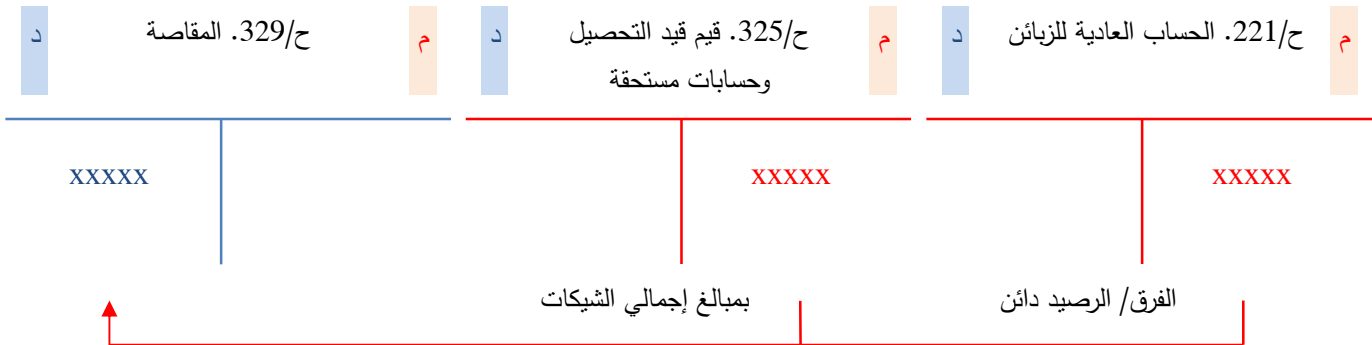 م ح/221. الحساب العادية للزبائن د
م ح/325. قيم قيد التحصيل د
وحسابات مستحقة
م ح/329. المقاصة د
xxxxx
xxxxx
xxxxx
الفرق/ الرصيد دائن
بمبالغ إجمالي الشيكات